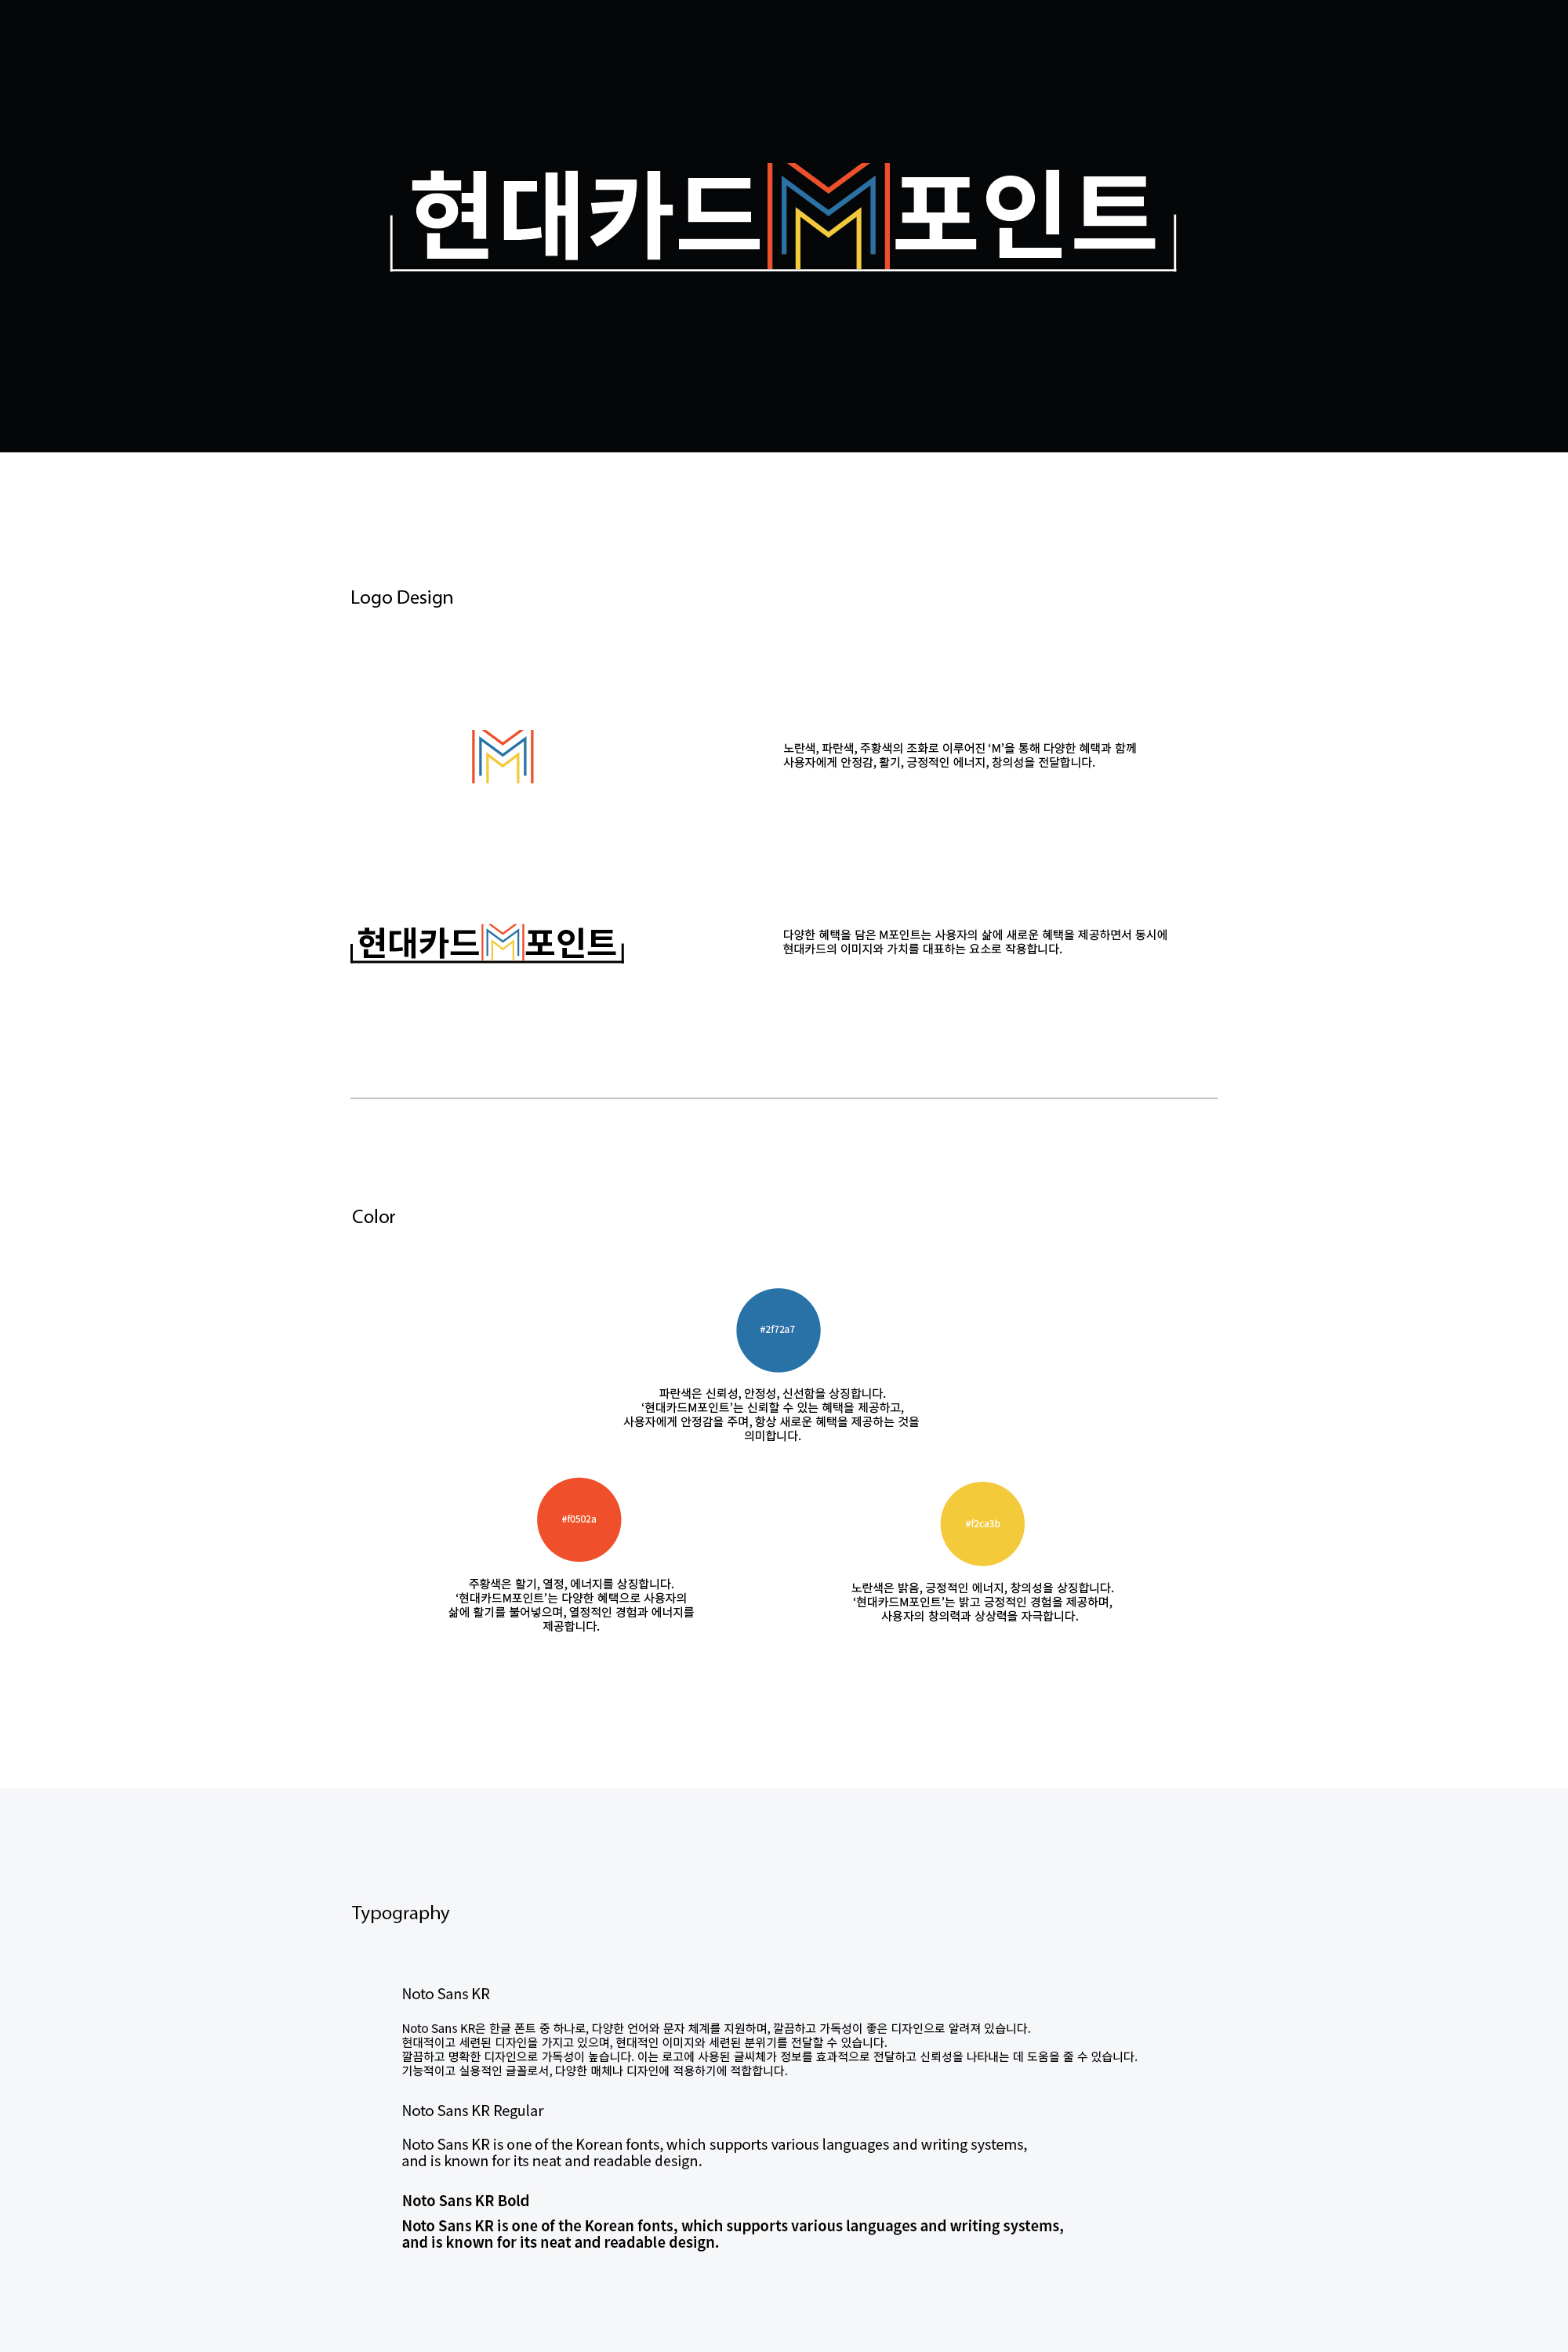 현대카드M포인트
Logo Design
노란색, 파란색, 주황색의 조화로 이루어진 ‘M’을 통해 다양한 혜택과 함께
사용자에게 안정감, 활기, 긍정적인 에너지, 창의성을 전달합니다.
현대카드M포인트
다양한 혜택을 담은 M포인트는 사용자의 삶에 새로운 혜택을 제공하면서 동시에
현대카드의 이미지와 가치를 대표하는 요소로 작용합니다.
Color
#2f72a7
파란색은 신뢰성, 안정성, 신선함을 상징합니다.
‘현대카드M포인트’는 신뢰할 수 있는 혜택을 제공하고,
사용자에게 안정감을 주며, 항상 새로운 혜택을 제공하는 것을
의미합니다.
#f0502a
주황색은 활기, 열정, 에너지를 상징합니다.
‘현대카드M포인트’는 다양한 혜택으로 사용자의
삶에 활기를 불어넣으며, 열정적인 경험과 에너지를
제공합니다.
#f2ca3b
노란색은 밝음, 긍정적인 에너지, 창의성을 상징합니다.
‘현대카드M포인트’는 밝고 긍정적인 경험을 제공하며,
사용자의 창의력과 상상력을 자극합니다.
Typography
Noto Sans KR
Noto Sans KR은 한글 폰트 중 하나로, 다양한 언어와 문자 체계를 지원하며, 깔끔하고 가독성이 좋은 디자인으로 알려져 있습니다.
현대적이고 세련된 디자인을 가지고 있으며, 현대적인 이미지와 세련된 분위기를 전달할 수 있습니다.
깔끔하고 명확한 디자인으로 가독성이 높습니다. 이는 로고에 사용된 글씨체가 정보를 효과적으로 전달하고 신뢰성을 나타내는 데 도움을 줄 수 있습니다.
기능적이고 실용적인 글꼴로서, 다양한 매체나 디자인에 적용하기에 적합합니다.
Noto Sans KR Regular
Noto Sans KR is one of the Korean fonts, which supports various languages and writing systems,
and is known for its neat and readable design.
Noto Sans KR Bold
Noto Sans KR is one of the Korean fonts, which supports various languages and writing systems,
and is known for its neat and readable design.